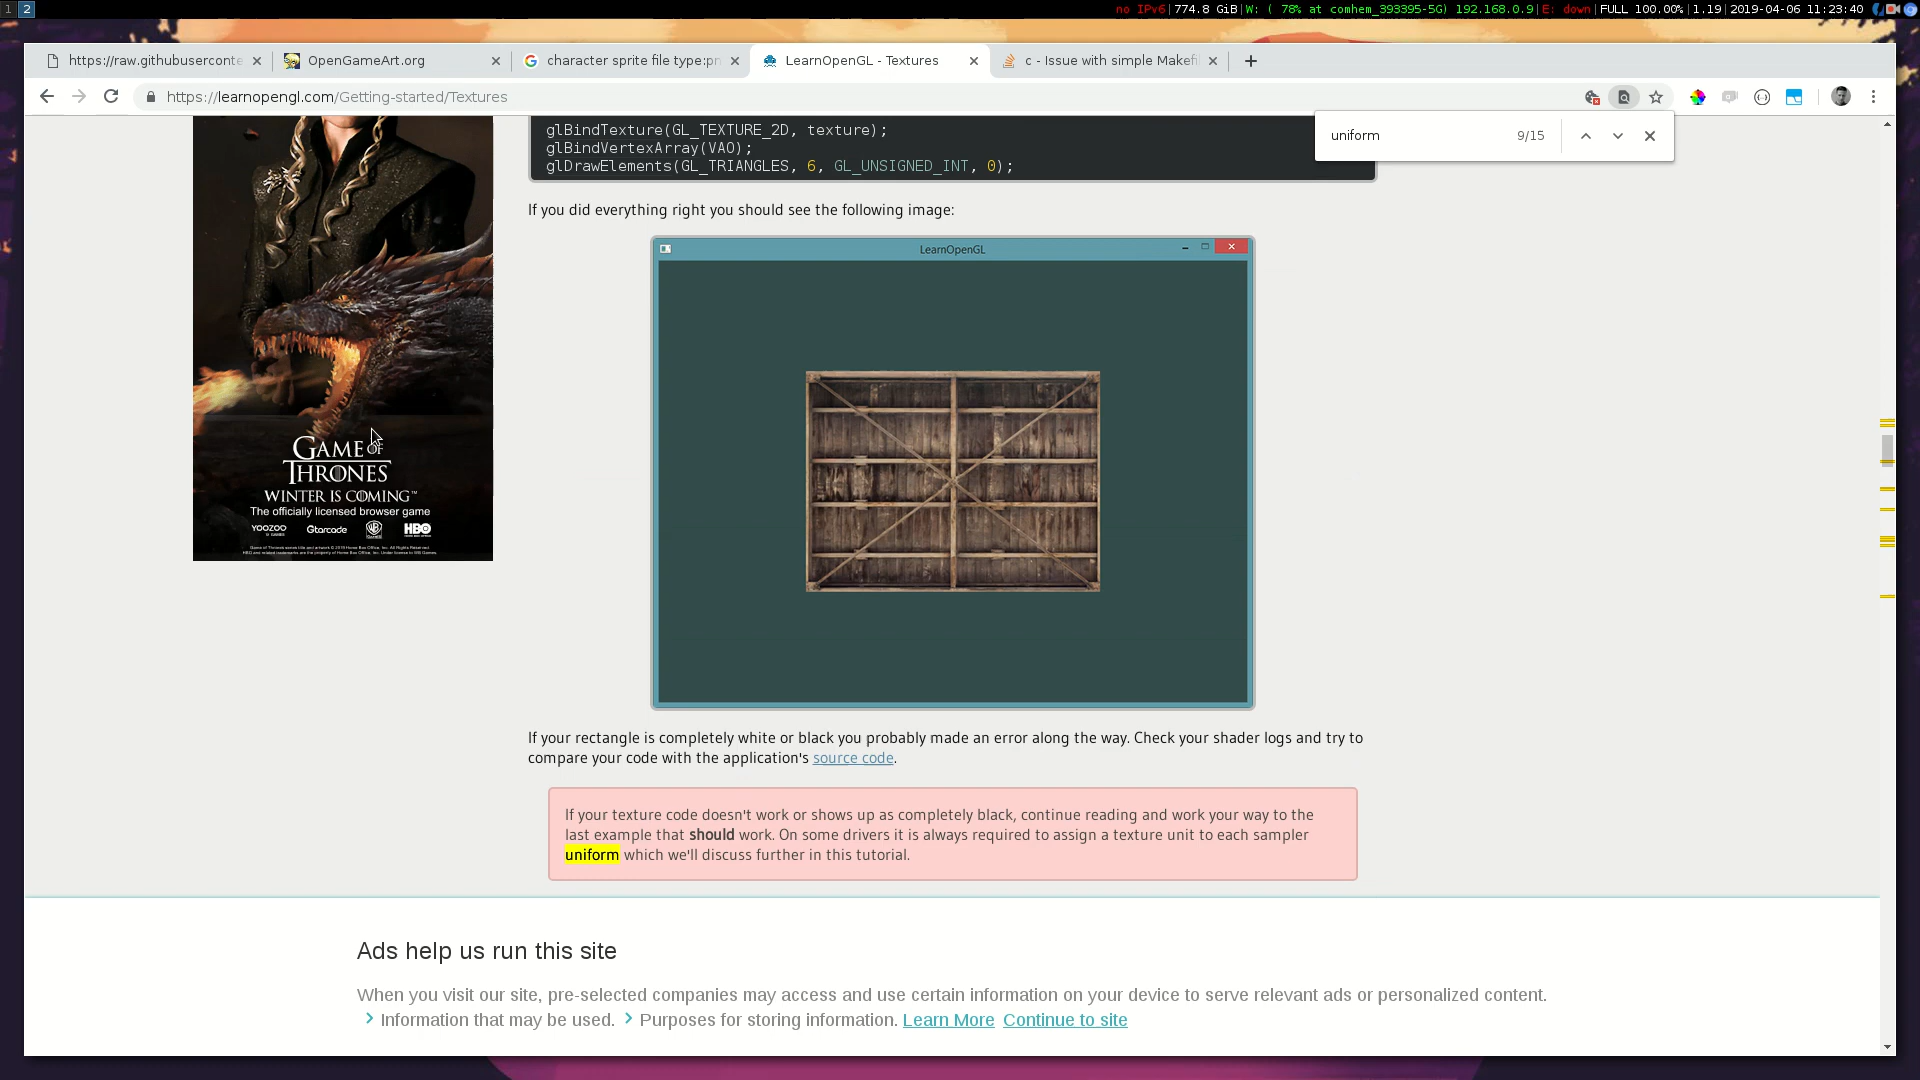 1 2
no IPv6|774.8 GiB|W: ( 78% at comhem_393395-5G) 192.168.0.9|E: down|FULL 100.00%|1.19|2019-04-06 11:23:40
https://raw.githubuserconte
OpenGameArt.org
character sprite file type:pn
LearnOpenGL - Textures
c - Issue with simple Makefi
https://learnopengl.com/Getting-started/Textures
uniform 9/15
glBindTexture(GL_TEXTURE_2D, texture);
glBindVertexArray(VAO);
glDrawElements(GL_TRIANGLES, 6, GL_UNSIGNED_INT, 0);
If you did everything right you should see the following image:
LearnOpenGL
GAME OF
THRONES
WINTER IS COMING™
The officially licensed browser game
YOOZOO GAMES
Gtarcade
WB GAMES
HBO
If your rectangle is completely white or black you probably made an error along the way. Check your shader logs and try to
compare your code with the application's source code.
If your texture code doesn't work or shows up as completely black, continue reading and work your way to the
last example that should work. On some drivers it is always required to assign a texture unit to each sampler
uniform which we'll discuss further in this tutorial.
Ads help us run this site
When you visit our site, pre-selected companies may access and use certain information on your device to serve relevant ads or personalized content.
Information that may be used. Purposes for storing information. Learn More Continue to site